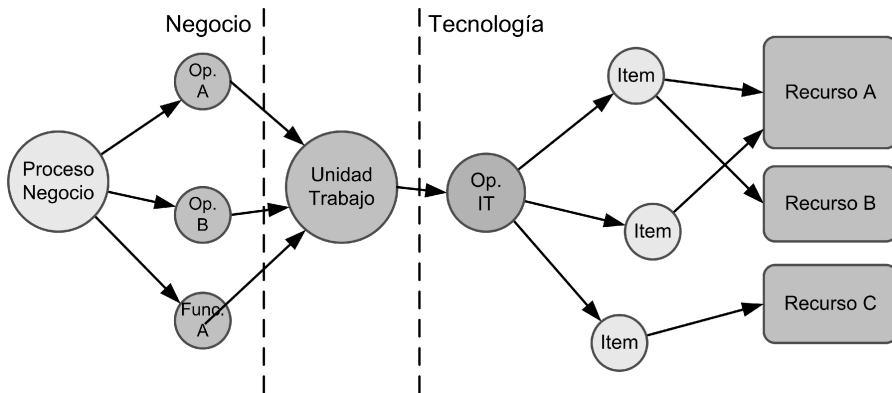 Negocio
Tecnología
Op.
A
Proceso
Negocio
Op.
B
Func.
A
Unidad
Trabajo
Op.
IT
Item
Item
Item
Recurso A
Recurso B
Recurso C